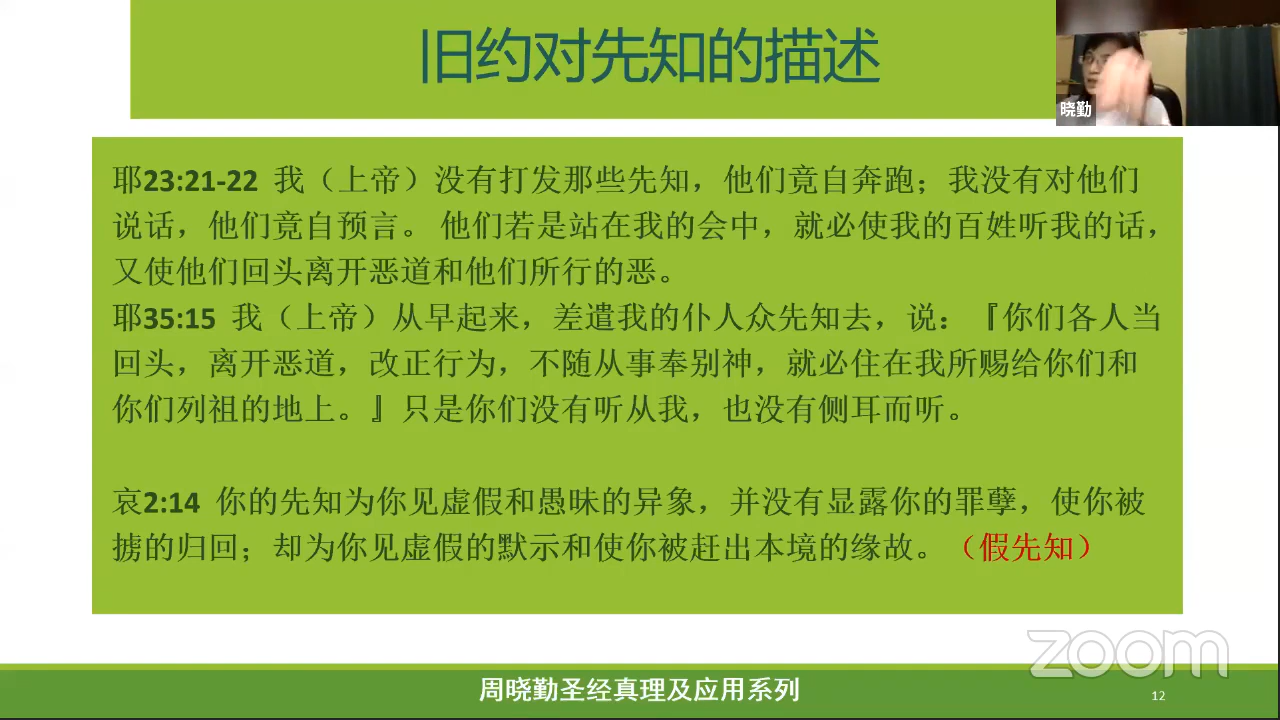 旧约对先知的描述
晓勤
耶23:21-22 我（上帝）没有打发那些先知，他们竟自奔跑；我没有对他们
说话，他们竟自预言。 他们若是站在我的会中，就必使我的百姓听我的话，
又使他们回头离开恶道和他们所行的恶。
耶35:15 我（上帝）从早起来，差遣我的仆人众先知去，说：『你们各人当
回头，离开恶道，改正行为，不随从事奉别神，就必住在我所赐给你们和
你们列祖的地上。』只是你们没有听从我，也没有侧耳而听。
哀2:14 你的先知为你见虚假和愚昧的异象，并没有显露你的罪孽，使你被
掳的归回；却为你见虚假的默示和使你被赶出本境的缘故。（假先知）
zoom
周晓勤圣经真理及应用系列
12